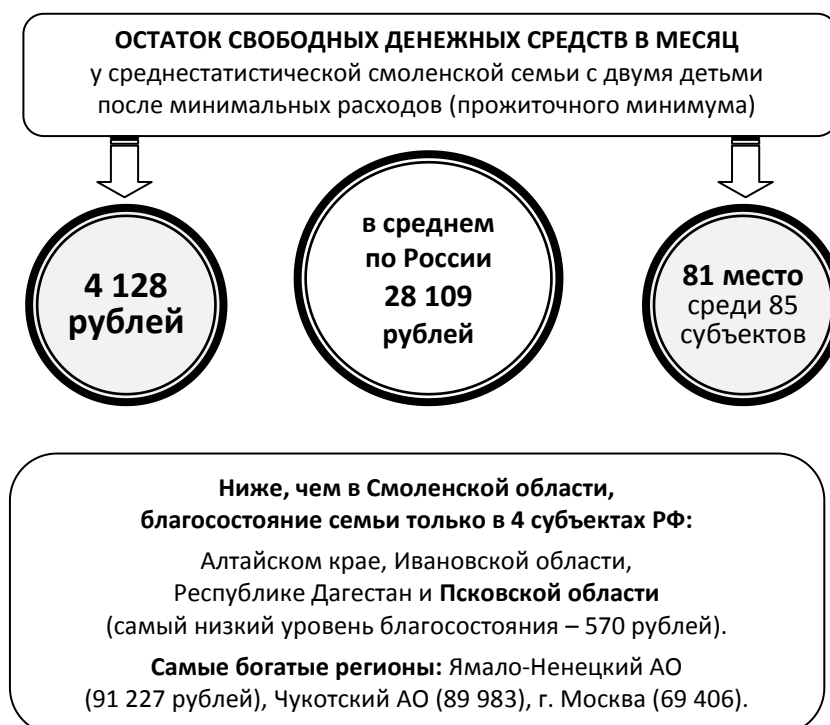 ОСТАТОК СВОБОДНЫХ ДЕНЕЖНЫХ СРЕДСТВ В МЕСЯЦ
у среднестатистической смоленской семьи с двумя детьми
после минимальных расходов (прожиточного минимума)
4 128
рублей
в среднем
по России
28 109
рублей
81 место
среди 85
субъектов
Ниже, чем в Смоленской области,
благосостояние семьи только в 4 субъектах РФ:
Алтайском крае, Ивановской области,
Республике Дагестан и Псковской области
(самый низкий уровень благосостояния – 570 рублей).
Самые богатые регионы: Ямало-Ненецкий АО
(91 227 рублей), Чукотский АО (89 983), г. Москва (69 406).